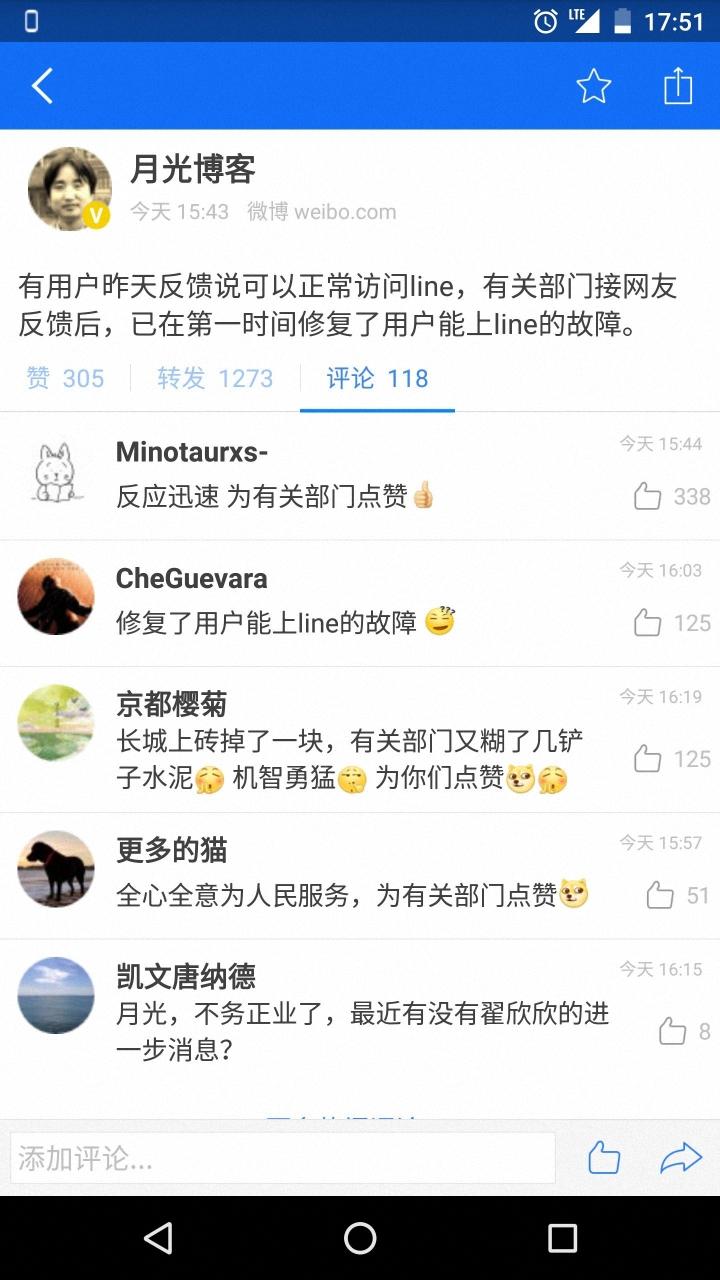 LTE 17:51
月光博客
V
今天 15:43 微博 weibo.com
有用户昨天反馈说可以正常访问line，有关部门接网友
反馈后，已在第一时间修复了用户能上line的故障。
赞 305 转发 1273 评论 118
Minotaurxs-
今天 15:44
反应迅速 为有关部门点赞👍
338
CheGuevara
今天 16:03
修复了用户能上line的故障
125
京都樱菊
今天 16:19
长城上砖掉了一块，有关部门又糊了几铲
子水泥 机智勇猛 为你们点赞
125
更多的猫
今天 15:57
全心全意为人民服务，为有关部门点赞
51
凯文唐纳德
今天 16:15
月光，不务正业了，最近有没有翟欣欣的进
一步消息？
8
添加评论...